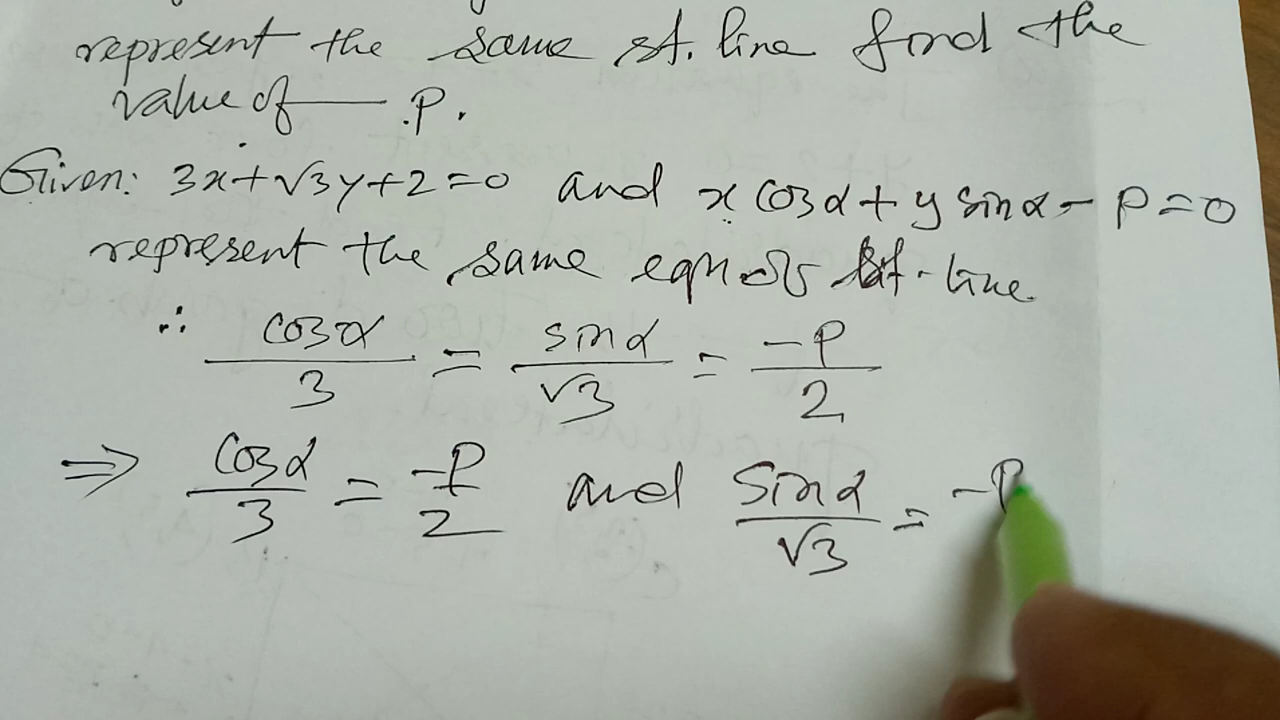 represent the same st. line find the
value of — P.
Given: 3x+√3y+2=0 and x cosα + y sinα - P=0
represent the same eqn of st. line.
∴ cosα/3 = sinα/√3 = -P/2
⇒ cosα/3 = -P/2 and sinα/√3 = -P